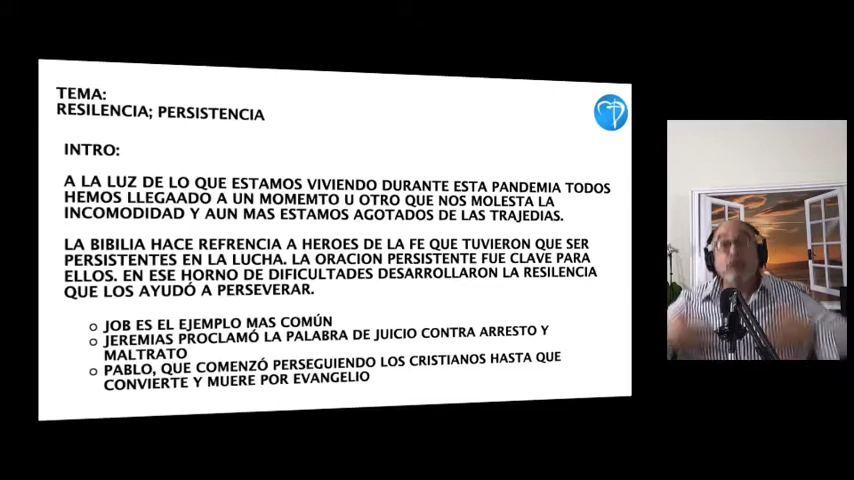 TEMA:
RESILENCIA; PERSISTENCIA
INTRO:
A LA LUZ DE LO QUE ESTAMOS VIVIENDO DURANTE ESTA PANDEMIA TODOS
HEMOS LLEGAADO A UN MOMEMTO U OTRO QUE NOS MOLESTA LA
INCOMODIDAD Y AUN MAS ESTAMOS AGOTADOS DE LAS TRAJEDIAS.
LA BIBILIA HACE REFRENCIA A HEROES DE LA FE QUE TUVIERON QUE SER
PERSISTENTES EN LA LUCHA. LA ORACION PERSISTENTE FUE CLAVE PARA
ELLOS. EN ESE HORNO DE DIFICULTADES DESARROLLARON LA RESILENCIA
QUE LOS AYUDÓ A PERSEVERAR.
O JOB ES EL EJEMPLO MAS COMÚN
O JEREMIAS PROCLAMÓ LA PALABRA DE JUICIO CONTRA ARRESTO Y
MALTRATO
O PABLO, QUE COMENZÓ PERSEGUIENDO LOS CRISTIANOS HASTA QUE
CONVIERTE Y MUERE POR EVANGELIO